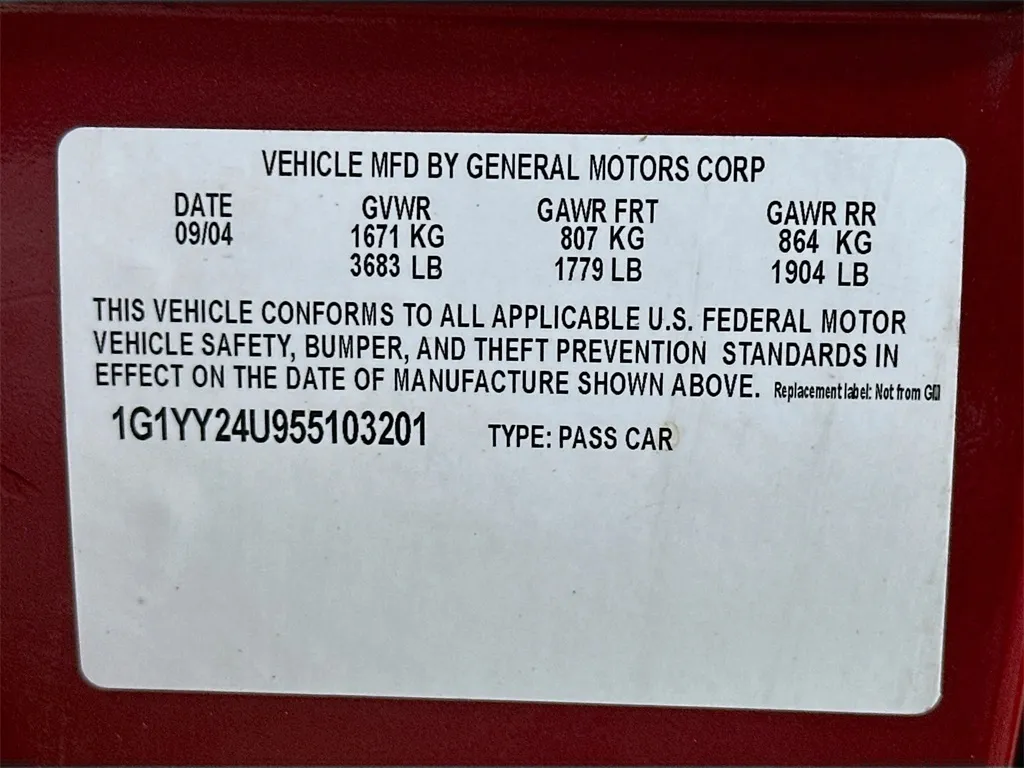 VEHICLE MFD BY GENERAL MOTORS CORP
DATE GVWR GAWR FRT GAWR RR
09/04 1671 KG 807 KG 864 KG
3683 LB 1779 LB 1904 LB
THIS VEHICLE CONFORMS TO ALL APPLICABLE U.S. FEDERAL MOTOR
VEHICLE SAFETY, BUMPER, AND THEFT PREVENTION STANDARDS IN
EFFECT ON THE DATE OF MANUFACTURE SHOWN ABOVE. Replacement label: Not from GM
1G1YY24U955103201 TYPE: PASS CAR